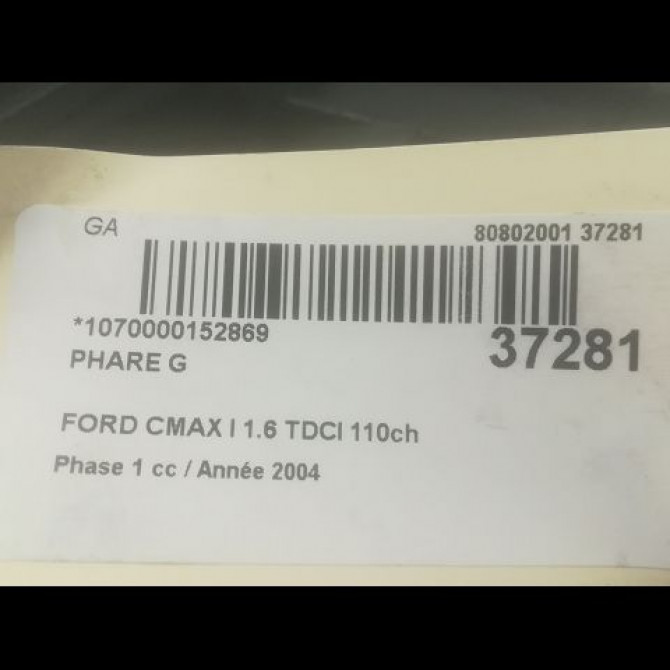 GA 80802001 37281
*1070000152869 37281
PHARE G
FORD CMAX I 1.6 TDCI 110ch
Phase 1 cc / Année 2004